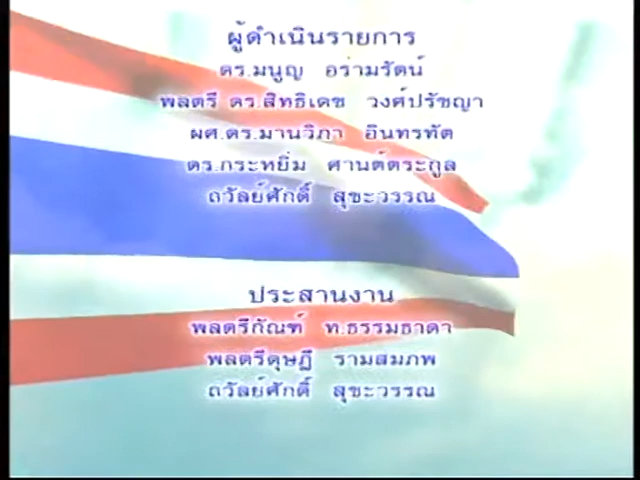 ผู้ดำเนินรายการ
ดร.มนูญ อร่ามรัตน์
พลตรี ดร.สิทธิเดช วงศ์ปรัชญา
ผศ.ดร.มานวิภา อินทรทัต
ดร.กระหยิ่ม ศานต์ตระกูล
ถวัลย์ศักดิ์ สุขะวรรณ
ประสานงาน
พลตรีกัณฑ์ ท.ธรรมธาดา
พลตรีดุษฎี รามสมภพ
ถวัลย์ศักดิ์ สุขะวรรณ